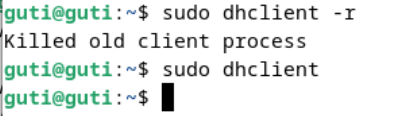 guti@guti:~$ sudo dhclient -r
Killed old client process
guti@guti:~$ sudo dhclient
guti@guti:~$